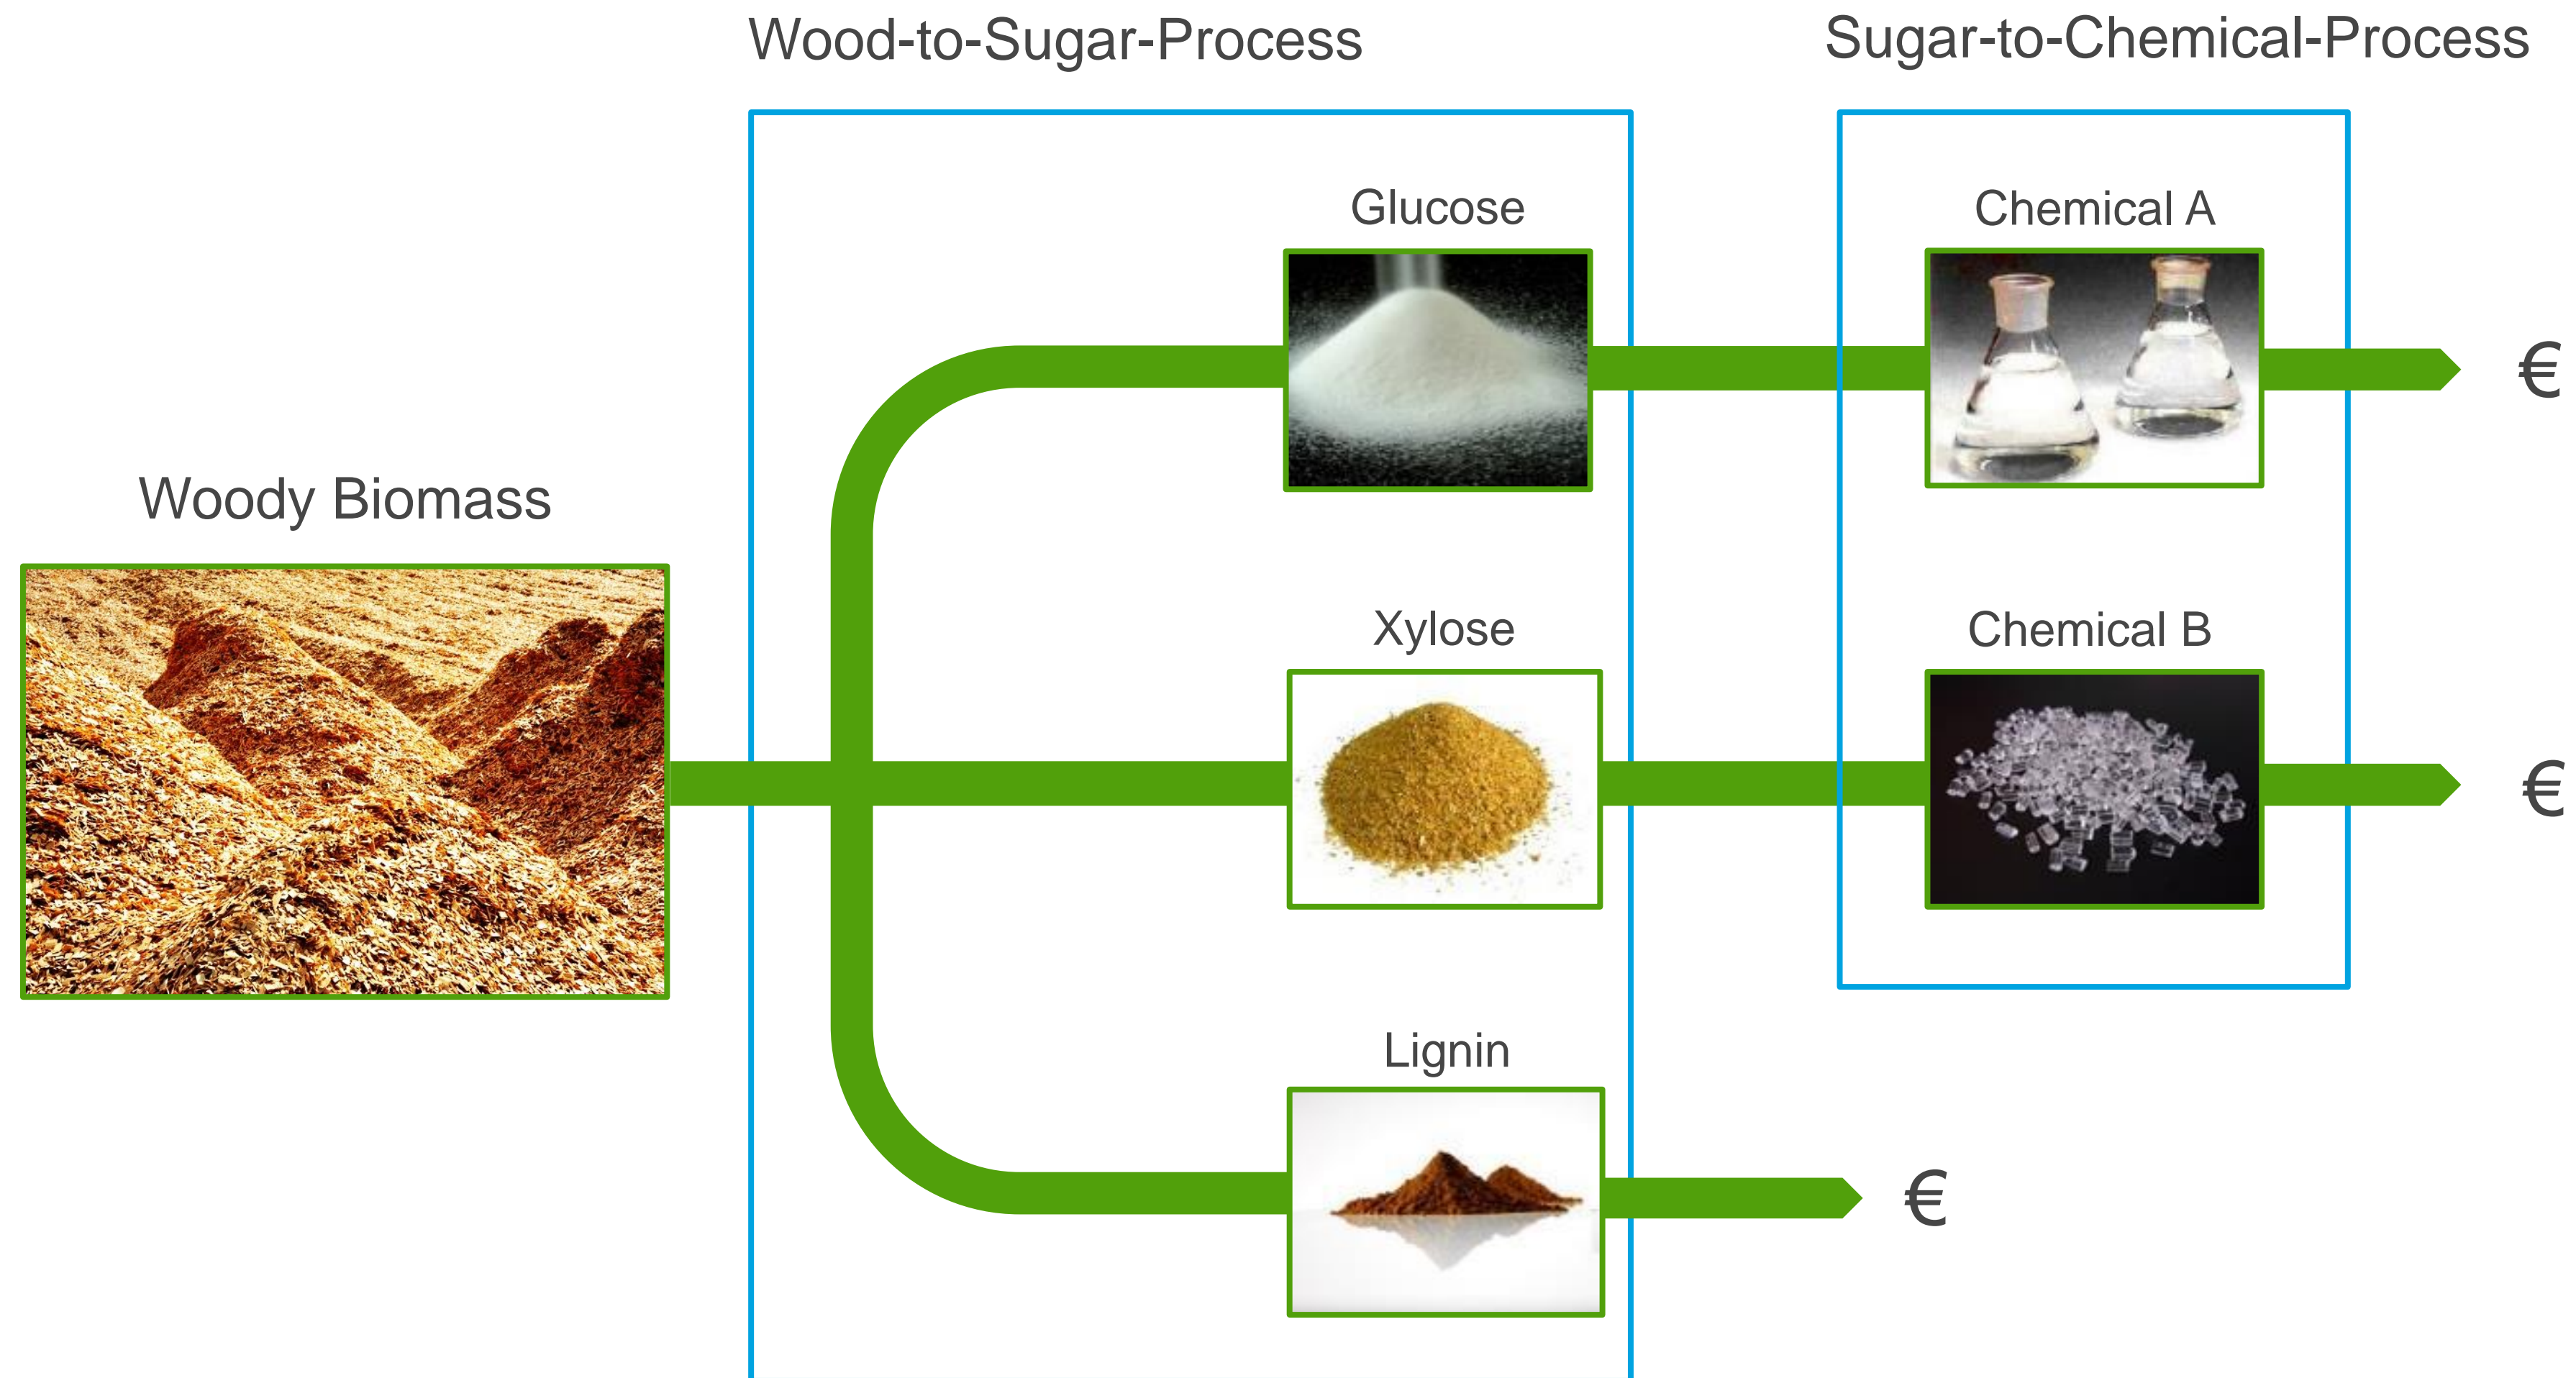 Wood-to-Sugar-Process
Sugar-to-Chemical-Process
Glucose
Chemical A
€
Woody Biomass
Xylose
Chemical B
€
Lignin
€